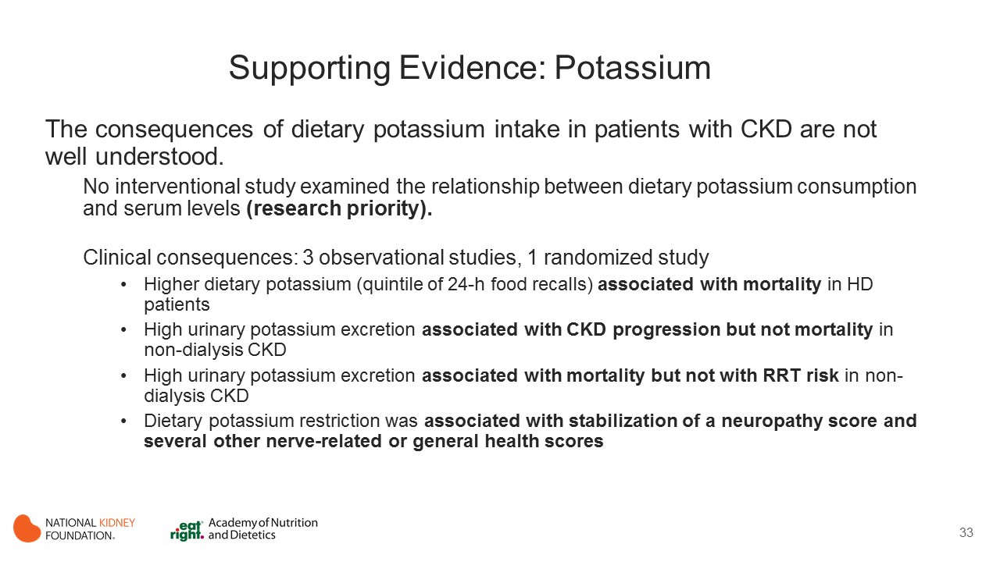 Supporting Evidence: Potassium
The consequences of dietary potassium intake in patients with CKD are not
well understood.
No interventional study examined the relationship between dietary potassium consumption
and serum levels (research priority).
Clinical consequences: 3 observational studies, 1 randomized study
• Higher dietary potassium (quintile of 24-h food recalls) associated with mortality in HD
patients
• High urinary potassium excretion associated with CKD progression but not mortality in
non-dialysis CKD
• High urinary potassium excretion associated with mortality but not with RRT risk in non-
dialysis CKD
• Dietary potassium restriction was associated with stabilization of a neuropathy score and
several other nerve-related or general health scores
NATIONAL KIDNEY
FOUNDATION®
eat
right.
Academy of Nutrition
and Dietetics
33